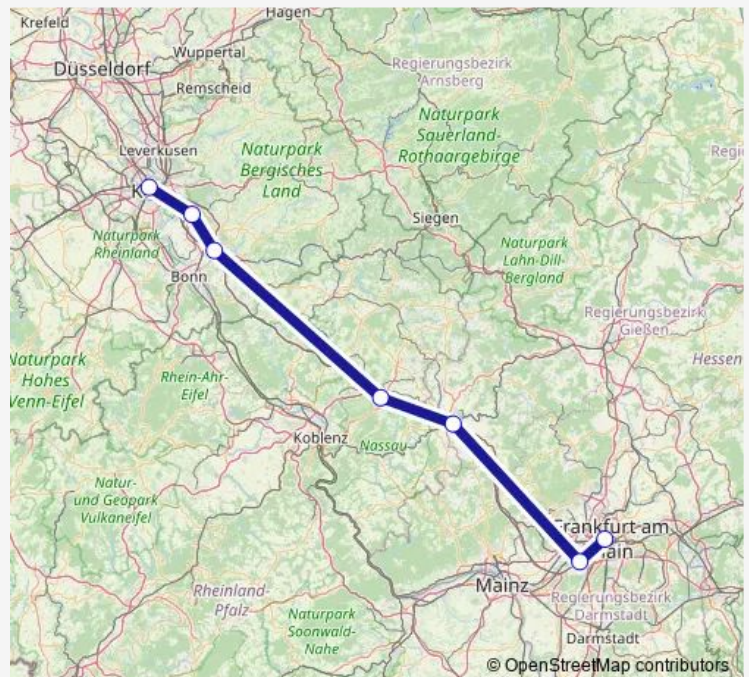 Krefeld
Hagen
Wuppertal
Düsseldorf
Remscheid
Regierungsbezirk
Arnsberg
Naturpark
Sauerland-
Rothaargebirge
Leverkusen
Naturpark
Bergisches
Land
Regi
K
Siegen
Naturpark
Rheinland
Naturpark
Lahn-Dill-
Bergland
Bonn
Regierungsbezirk
Gießen
Naturpark
Hohes
Venn-Eifel
Rhein-Ahr-
Eifel
Hessen
Koblenz
Nassau
Natur-
und Geopark
Vulkaneifel
Frankfurt am
Main
Mainz
Rheinland-
Pfalz
Regierungsbezirk
Darmstadt
Naturpark
Soonwald-
Nahe
Darmstadt
© OpenStreetMap contributors